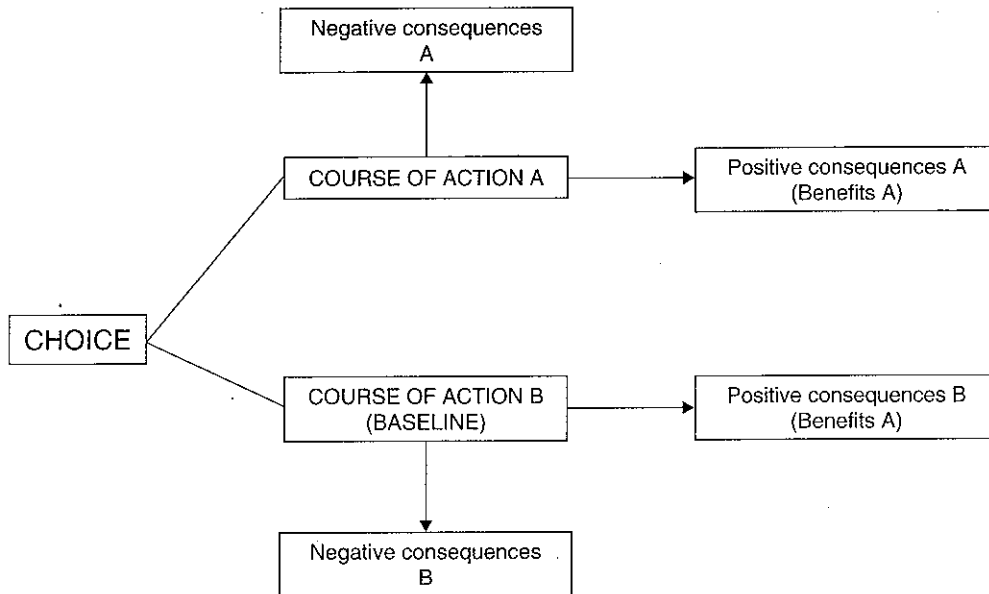 Negative consequences
A
COURSE OF ACTION A
Positive consequences A
(Benefits A)
CHOICE
COURSE OF ACTION B
(BASELINE)
Positive consequences B
(Benefits A)
Negative consequences
B